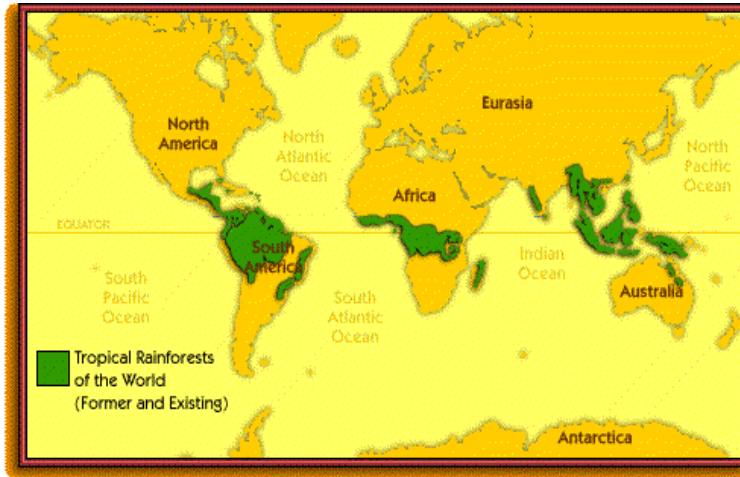 Eurasia
North
America
North
Atlantic
Ocean
North
Pacific
Ocean
Africa
EQUATOR
South
America
Indian
Ocean
South
Pacific
Ocean
South
Atlantic
Ocean
Australia
Tropical Rainforests
of the World
(Former and Existing)
Antarctica